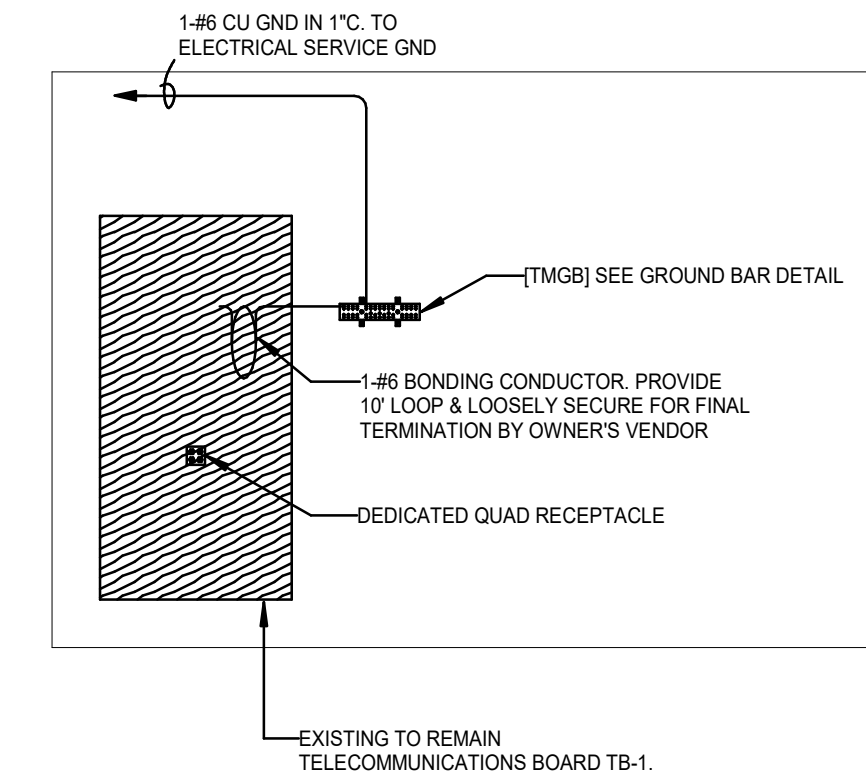 1-#6 CU GND IN 1"C. TO
ELECTRICAL SERVICE GND
[TMGB] SEE GROUND BAR DETAIL
1-#6 BONDING CONDUCTOR. PROVIDE
10' LOOP & LOOSELY SECURE FOR FINAL
TERMINATION BY OWNER'S VENDOR
DEDICATED QUAD RECEPTACLE
EXISTING TO REMAIN
TELECOMMUNICATIONS BOARD TB-1.